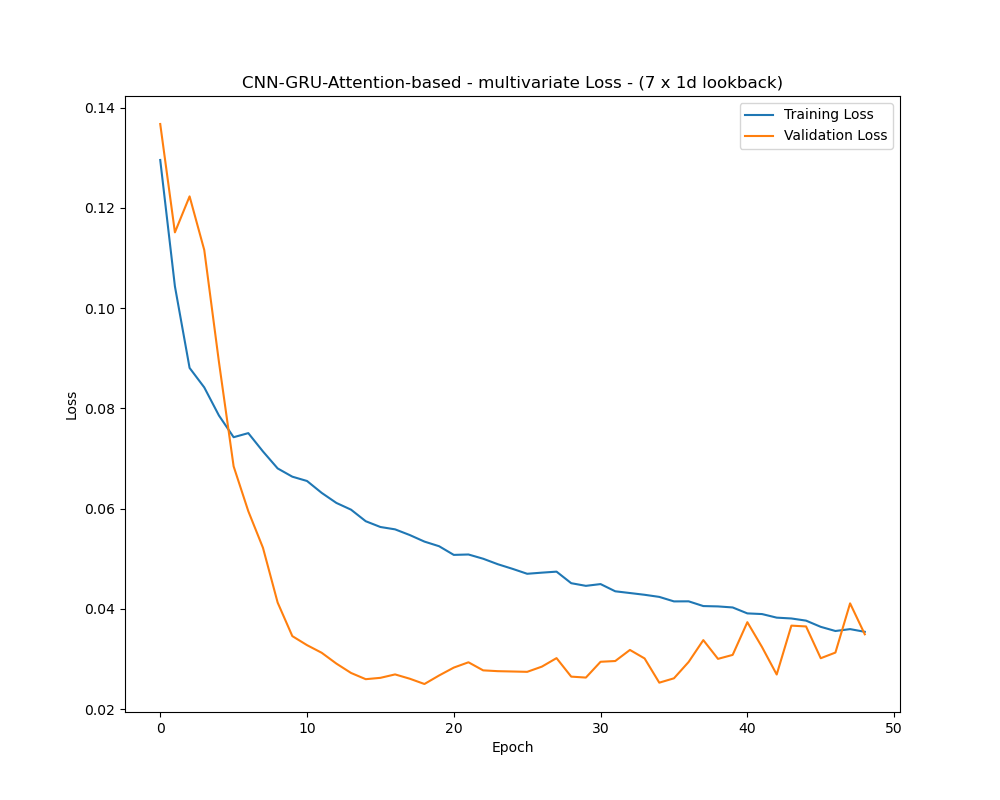 CNN-GRU-Attention-based - multivariate Loss - (7 x 1d lookback)
Training Loss
Validation Loss
0.14
0.12
0.10
0.08
0.06
0.04
0.02
Loss
0 10 20 30 40 50
Epoch